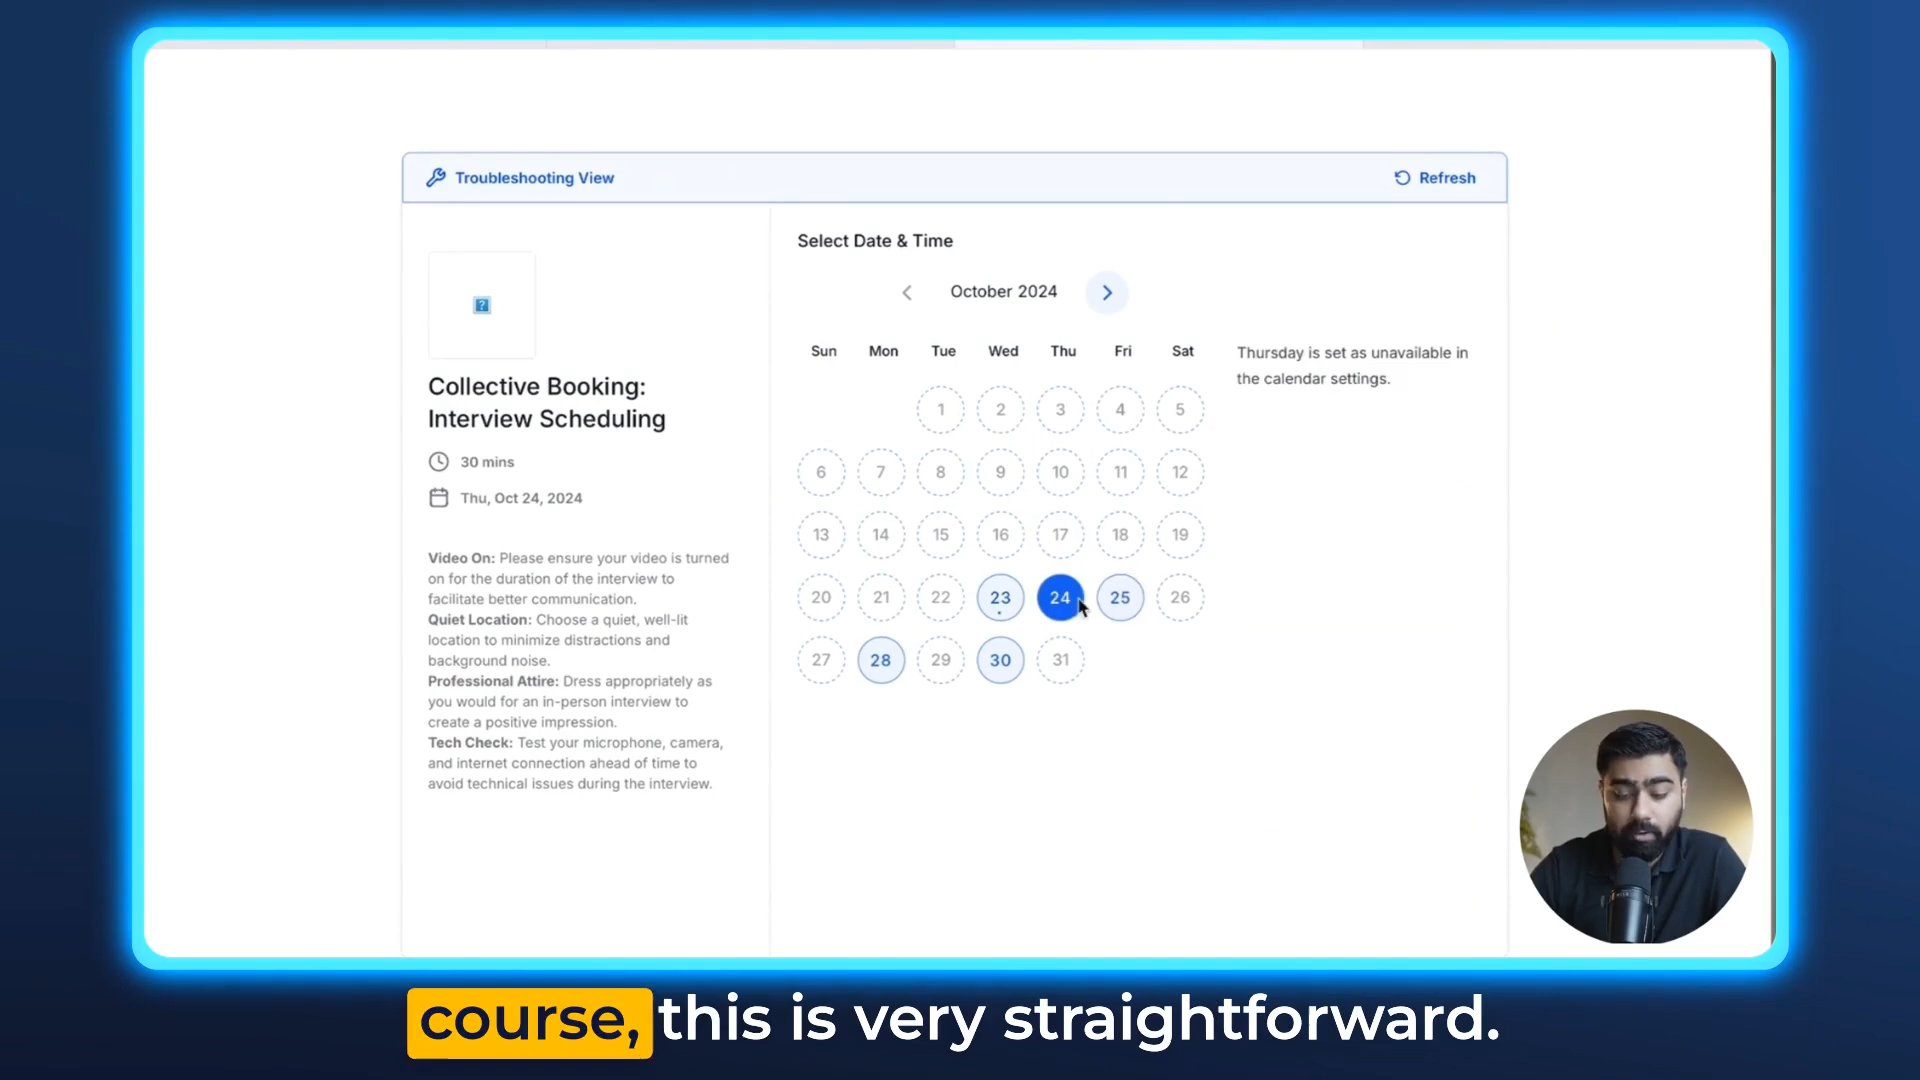 Troubleshooting View
Refresh
Collective Booking:
Interview Scheduling
30 mins
Thu, Oct 24, 2024
Video On: Please ensure your video is turned
on for the duration of the interview to
facilitate better communication.
Quiet Location: Choose a quiet, well-lit
location to minimize distractions and
background noise.
Professional Attire: Dress appropriately as
you would for an in-person interview to
create a positive impression.
Tech Check: Test your microphone, camera,
and internet connection ahead of time to
avoid technical issues during the interview.
Select Date & Time
October 2024
Sun Mon Tue Wed Thu Fri Sat
1 2 3 4 5
6 7 8 9 10 11 12
13 14 15 16 17 18 19
20 21 22 23 24 25 26
27 28 29 30 31
Thursday is set as unavailable in
the calendar settings.
course, this is very straightforward.